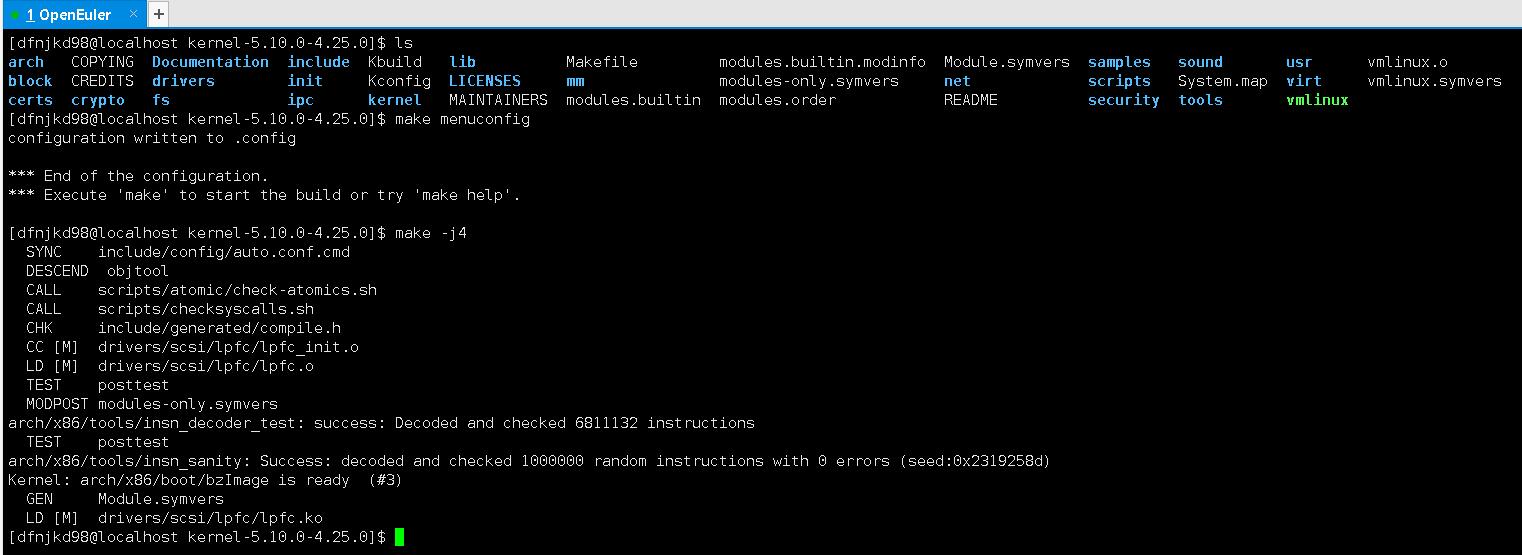 1 OpenEuler × +
[dfnjkd98@localhost kernel-5.10.0-4.25.0]$ ls
arch COPYING Documentation include Kbuild lib Makefile modules.builtin.modinfo Module.symvers samples sound usr vmlinux.o
block CREDITS drivers init Kconfig LICENSES mm modules-only.symvers net scripts System.map virt vmlinux.symvers
certs crypto fs ipc kernel MAINTAINERS modules.builtin modules.order README security tools vmlinux
[dfnjkd98@localhost kernel-5.10.0-4.25.0]$ make menuconfig
configuration written to .config
*** End of the configuration.
*** Execute 'make' to start the build or try 'make help'.
[dfnjkd98@localhost kernel-5.10.0-4.25.0]$ make -j4
SYNC include/config/auto.conf.cmd
DESCEND objtool
CALL scripts/atomic/check-atomics.sh
CALL scripts/checksyscalls.sh
CHK include/generated/compile.h
CC [M] drivers/scsi/lpfc/lpfc_init.o
LD [M] drivers/scsi/lpfc/lpfc.o
TEST posttest
MODPOST modules-only.symvers
arch/x86/tools/insn_decoder_test: success: Decoded and checked 6811132 instructions
TEST posttest
arch/x86/tools/insn_sanity: Success: decoded and checked 1000000 random instructions with 0 errors (seed:0x2319258d)
Kernel: arch/x86/boot/bzImage is ready (#3)
GEN Module.symvers
LD [M] drivers/scsi/lpfc/lpfc.ko
[dfnjkd98@localhost kernel-5.10.0-4.25.0]$